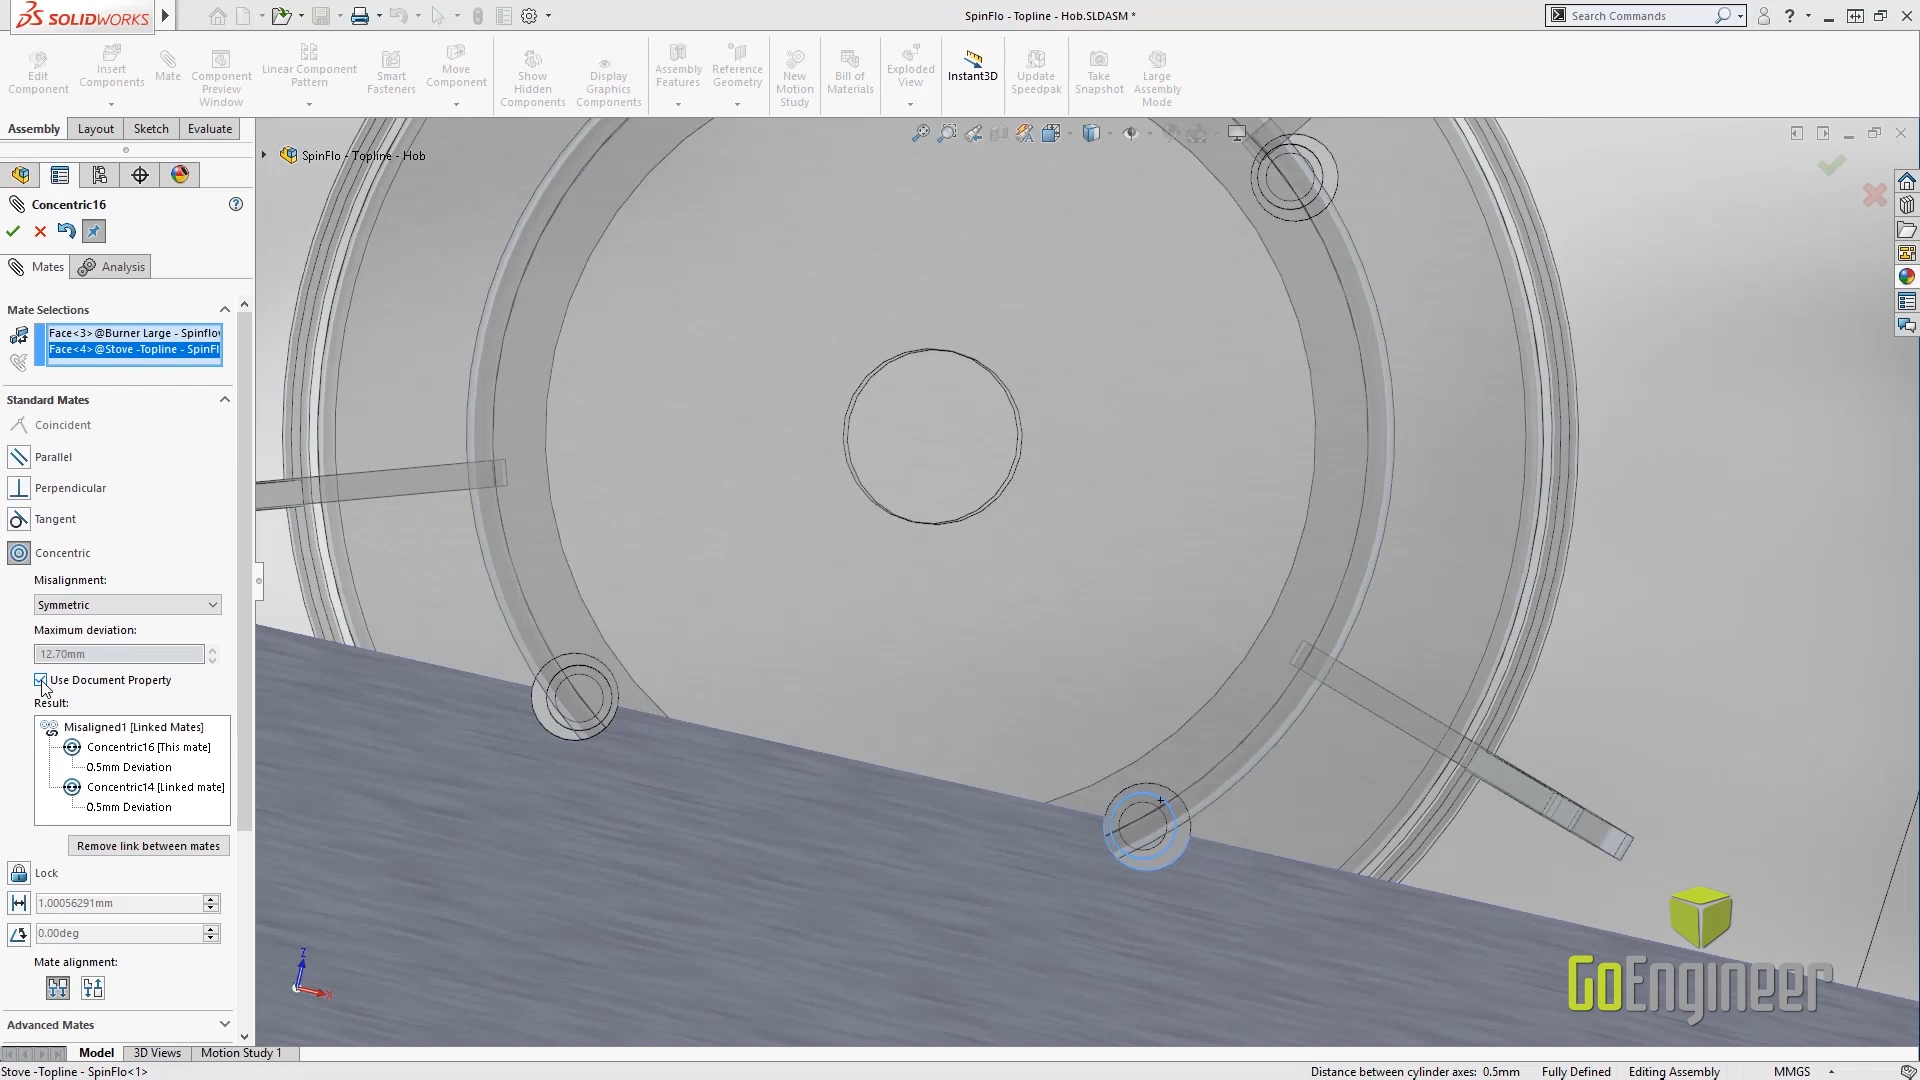 SOLIDWORKS
SpinFlo - Topline - Hob.SLDASM *
Search Commands
?
Edit Component
Insert Components
Mate
Component Preview Window
Linear Component Pattern
Smart Fasteners
Move Component
Show Hidden Components
Display Graphics Components
Assembly Features
Reference Geometry
New Motion Study
Bill of Materials
Exploded View
Instant3D
Update Speedpak
Take Snapshot
Large Assembly Mode
Assembly
Layout
Sketch
Evaluate
SpinFlo - Topline - Hob
Concentric16
?
Mates
Analysis
Mate Selections
Face<3>@Burner Large - Spinflo
Face<4>@Stove -Topline - SpinFl
Standard Mates
Coincident
Parallel
Perpendicular
Tangent
Concentric
Misalignment:
Symmetric
Maximum deviation:
12.70mm
Use Document Property
Result:
Misaligned1 [Linked Mates]
Concentric16 [This mate]
0.5mm Deviation
Concentric14 [Linked mate]
0.5mm Deviation
Remove link between mates
Lock
1.00056291mm
0.00deg
Mate alignment:
Advanced Mates
Z
X
GoEngineer
Model
3D Views
Motion Study 1
Stove -Topline - SpinFlo<1>
Distance between cylinder axes: 0.5mm
Fully Defined
Editing Assembly
MMGS